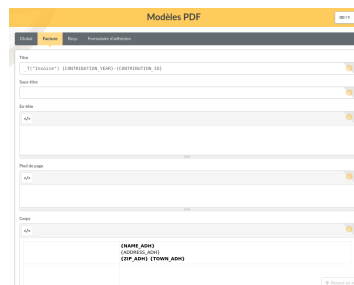 Modèles PDF
Global Facture Reçu Formulaire d'adhésion
Titre
_T("Invoice") {CONTRIBUTION_YEAR}-{CONTRIBUTION_ID}
Sous-titre
En-tête
</>
Pied de page
</>
Corps
</>
{NAME_ADH}
{ADDRESS_ADH}
{ZIP_ADH} {TOWN_ADH}